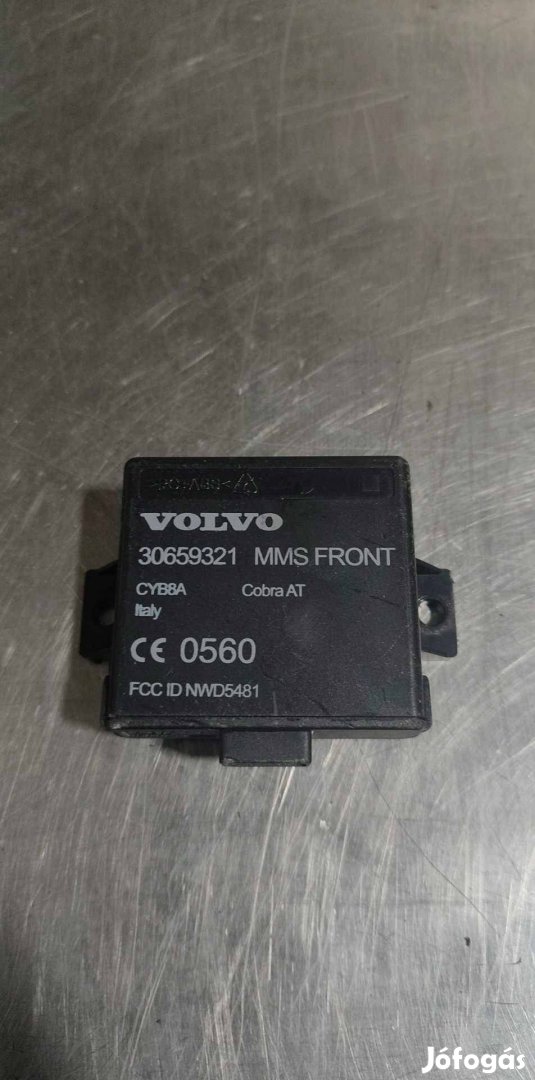 VOLVO
30659321 MMS FRONT
CYB8A Cobra AT
Italy
CE 0560
FCC ID NWD5481
Jófogás